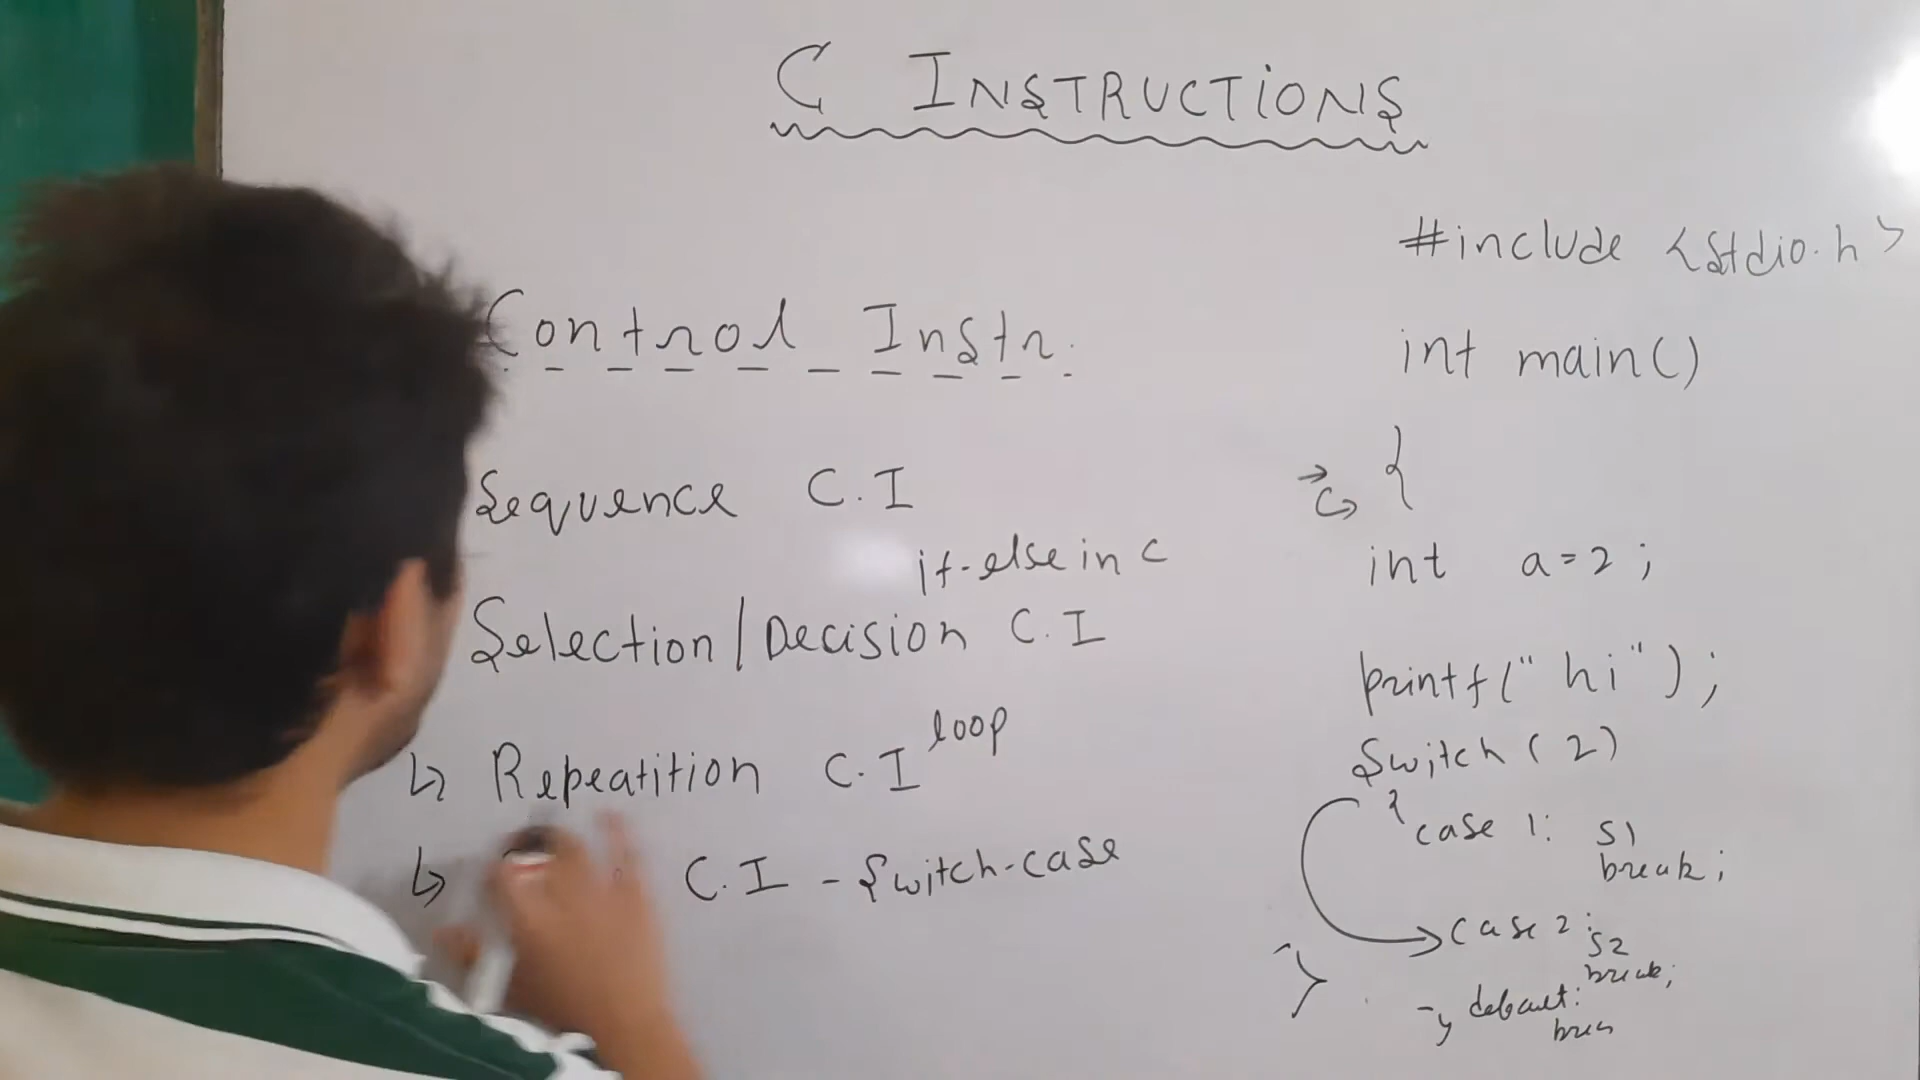 C INSTRUCTIONS
Control Instr.
Sequence C.I
if-else in c
Selection/Decision C.I
↳ Repeatition C.I loop
↳ C.I - Switch-case
#include <stdio.h>
int main()
{
int a=2;
printf("hi");
Switch(2)
{ case 1: S1
break;
case 2: S2
break;
default:
}